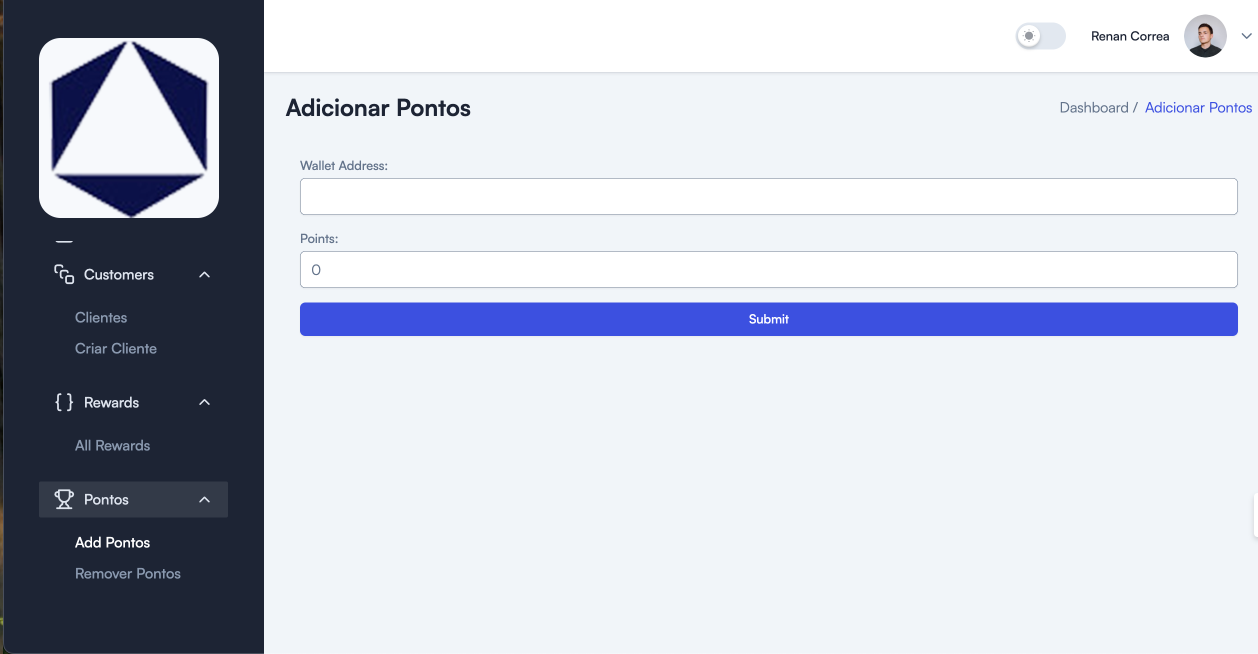 Renan Correa
Adicionar Pontos
Dashboard / Adicionar Pontos
Wallet Address:
Points:
0
Submit
Customers
Clientes
Criar Cliente
{ } Rewards
All Rewards
Pontos
Add Pontos
Remover Pontos